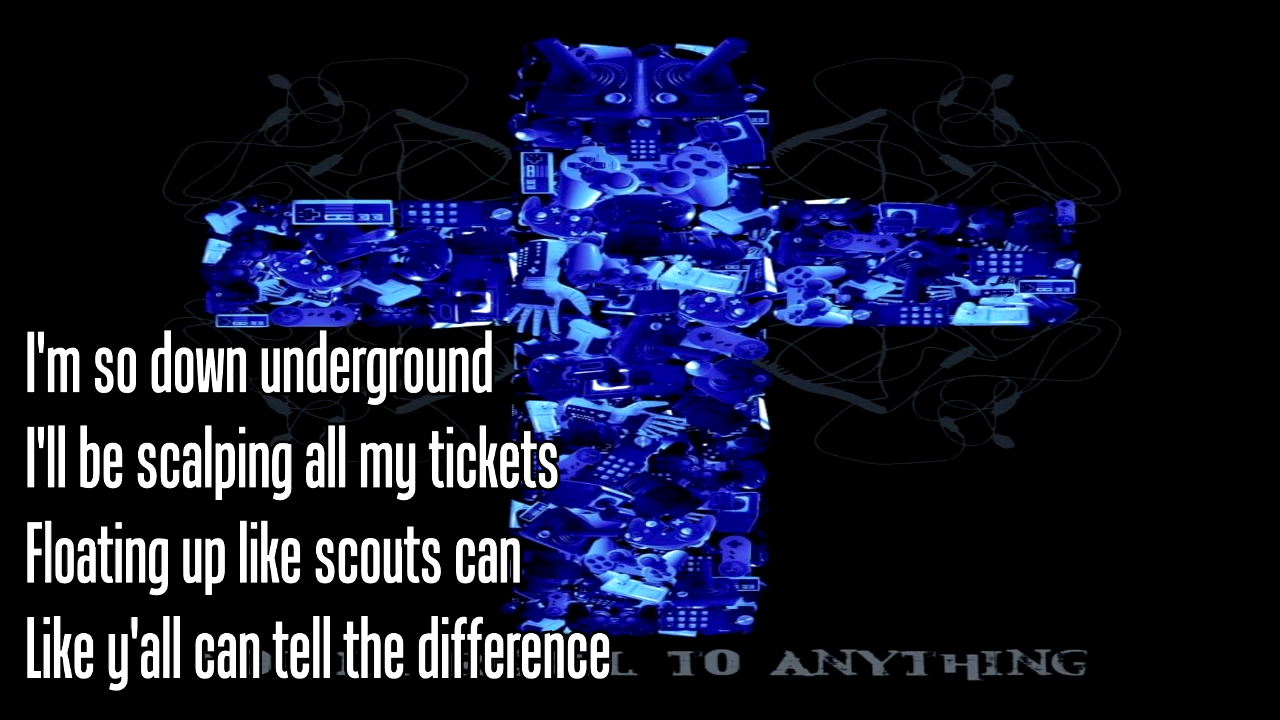 I'm so down underground
I'll be scalping all my tickets
Floating up like scouts can
Like y'all can tell the difference
TO ANYTHING